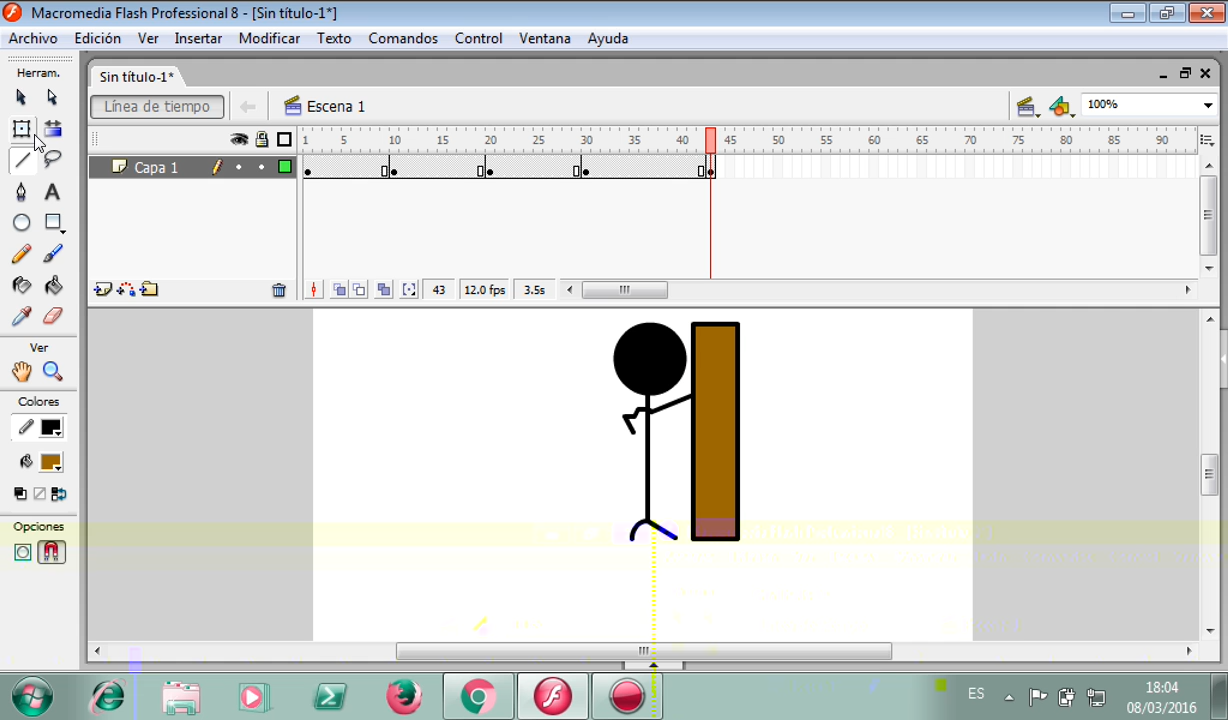 Macromedia Flash Professional 8 - [Sin título-1*]
Archivo Edición Ver Insertar Modificar Texto Comandos Control Ventana Ayuda
Herram.
Sin título-1*
Línea de tiempo
Escena 1
100%
1 5 10 15 20 25 30 35 40 45 50 55 60 65 70 75 80 85 90
Capa 1
A
43 12.0 fps 3.5s
Ver
Colores
Opciones
ES
18:04
08/03/2016